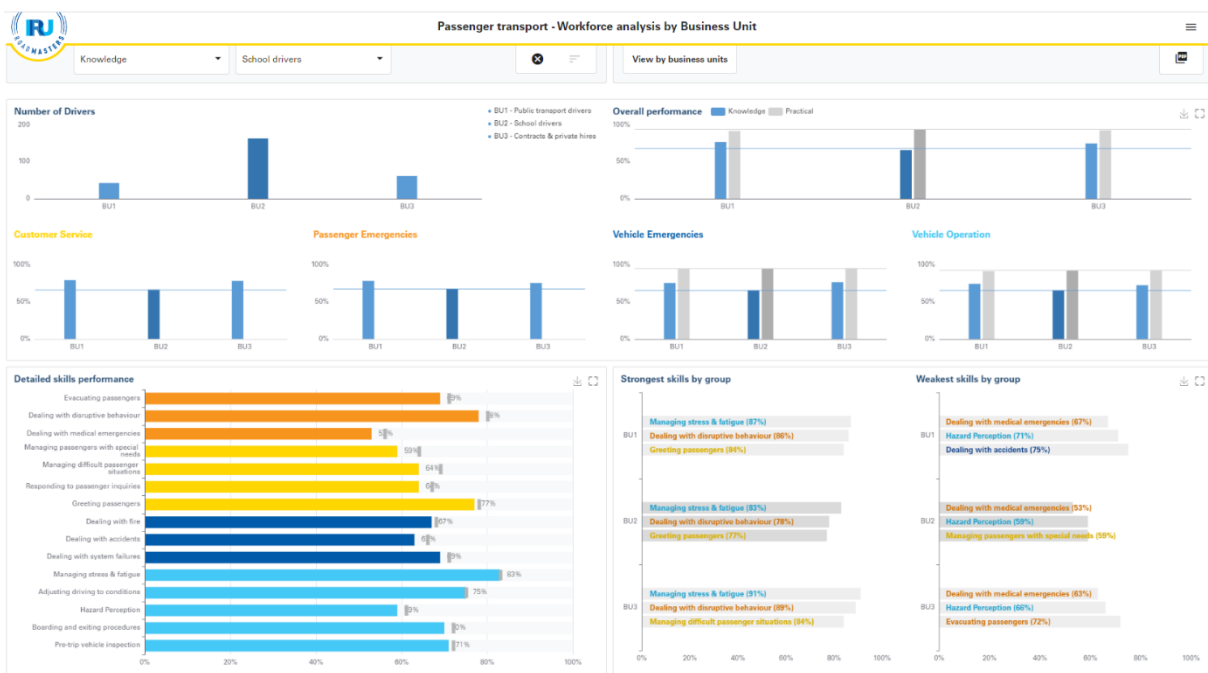 IRU
ROADMASTERS
Passenger transport - Workforce analysis by Business Unit
Knowledge
School drivers
View by business units
PDF
Number of Drivers
BU1 - Public transport drivers
BU2 - School drivers
BU3 - Contracts & private hires
200
100
0
BU1
BU2
BU3
Overall performance
Knowledge
Practical
100%
50%
0%
BU1
BU2
BU3
Customer Service
100%
50%
0%
BU1
BU2
BU3
Passenger Emergencies
100%
50%
0%
BU1
BU2
BU3
Vehicle Emergencies
100%
50%
0%
BU1
BU2
BU3
Vehicle Operation
100%
50%
0%
BU1
BU2
BU3
Detailed skills performance
Evacuating passengers
Dealing with disruptive behaviour
Dealing with medical emergencies
Managing passengers with special
needs
59%
Managing difficult passenger
situations
64%
Responding to passenger inquiries
Greeting passengers
77%
Dealing with fire
67%
Dealing with accidents
Dealing with system failures
Managing stress & fatigue
83%
Adjusting driving to conditions
75%
Hazard Perception
Boarding and exiting procedures
Pre-trip vehicle inspection
71%
0%
20%
40%
60%
80%
100%
Strongest skills by group
BU1
Managing stress & fatigue (87%)
Dealing with disruptive behaviour (86%)
Greeting passengers (84%)
BU2
Managing stress & fatigue (83%)
Dealing with disruptive behaviour (78%)
Greeting passengers (77%)
BU3
Managing stress & fatigue (91%)
Dealing with disruptive behaviour (89%)
Managing difficult passenger situations (84%)
0%
20%
40%
60%
80%
100%
Weakest skills by group
BU1
Dealing with medical emergencies (67%)
Hazard Perception (71%)
Dealing with accidents (75%)
BU2
Dealing with medical emergencies (53%)
Hazard Perception (59%)
Managing passengers with special needs (59%)
BU3
Dealing with medical emergencies (63%)
Hazard Perception (66%)
Evacuating passengers (72%)
0%
20%
40%
60%
80%
100%